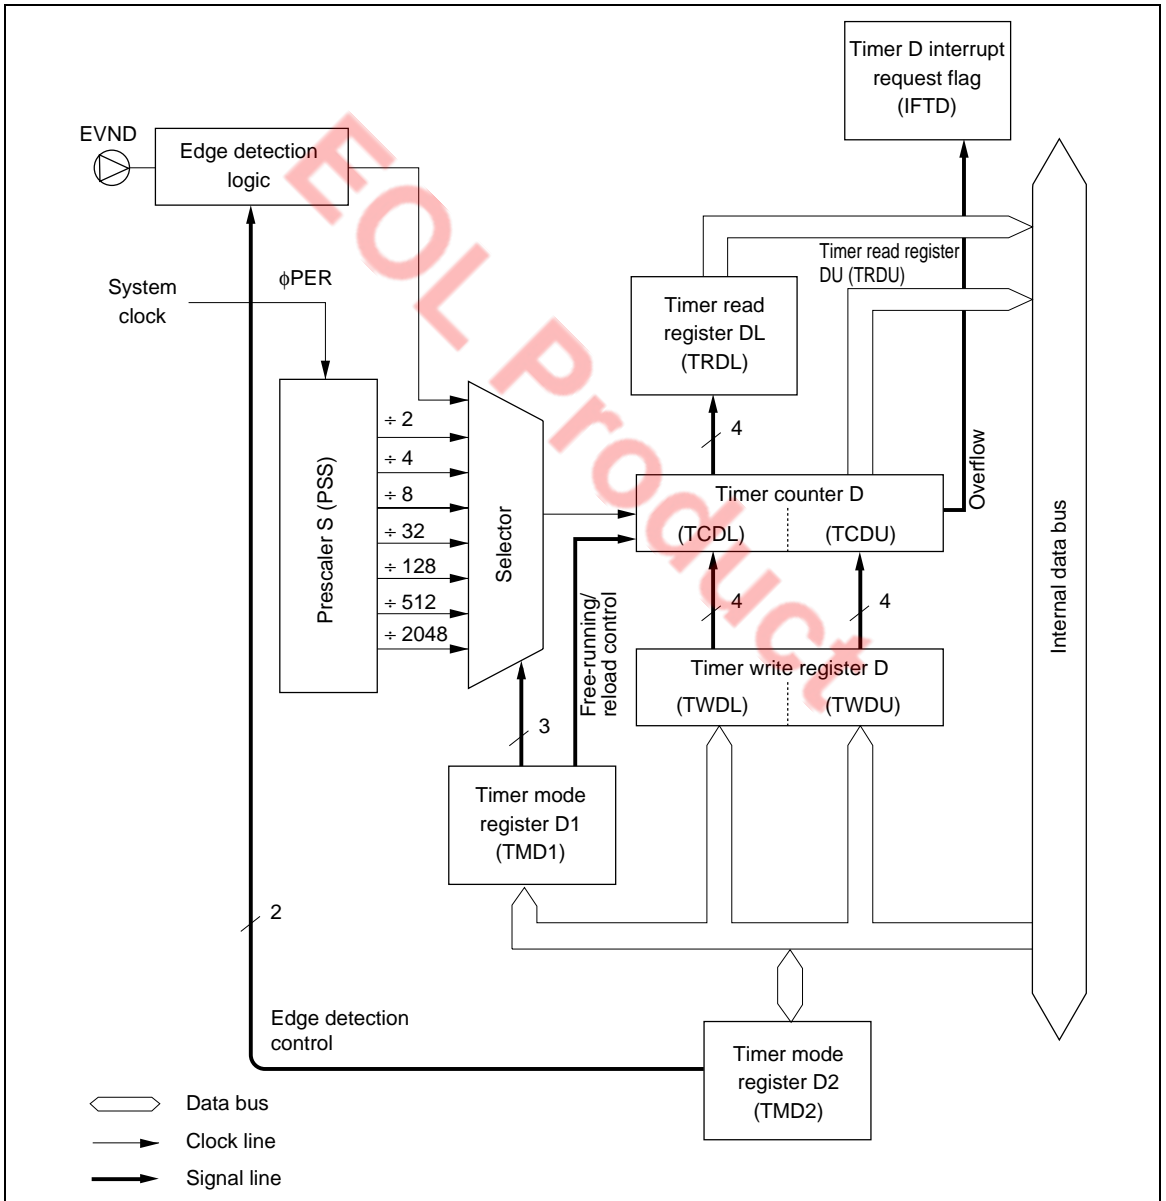 Timer D interrupt
request flag
(IFTD)
EVND
Edge detection
logic
Timer read register
DU (TRDU)
ϕPER
System
clock
Timer read
register DL
(TRDL)
÷ 2
÷ 4
÷ 8
÷ 32
÷ 128
÷ 512
÷ 2048
Prescaler S (PSS)
Selector
4
Overflow
Timer counter D
(TCDL)
(TCDU)
4
4
Free-running/
reload control
Timer write register D
(TWDL)
(TWDU)
Internal data bus
3
Timer mode
register D1
(TMD1)
2
Edge detection
control
Timer mode
register D2
(TMD2)
Data bus
Clock line
Signal line
EOL Product